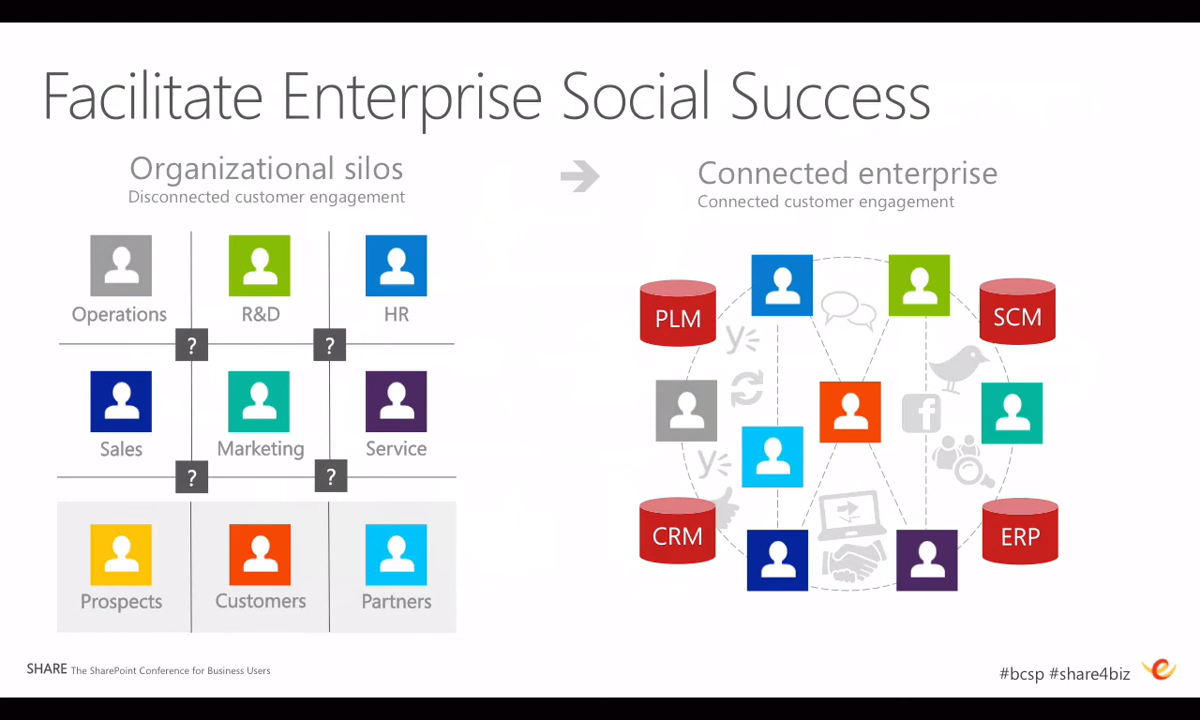 Facilitate Enterprise Social Success
Organizational silos
Disconnected customer engagement
Connected enterprise
Connected customer engagement
Operations
R&D
HR
?
?
Sales
Marketing
Service
?
?
Prospects
Customers
Partners
PLM
SCM
CRM
ERP
SHARE The SharePoint Conference for Business Users
#bcsp #share4biz